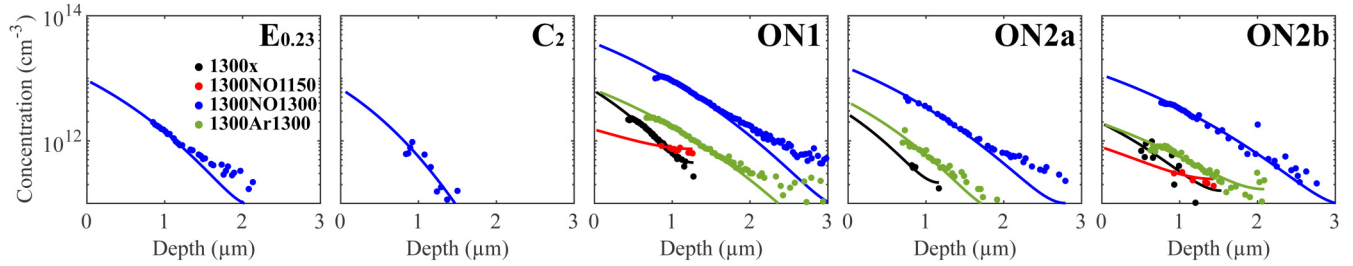 Concentration (cm⁻³)
10¹⁴
10¹²
E₀.₂₃
1300x
1300NO1150
1300NO1300
1300Ar1300
0 1 2 3
Depth (µm)
C₂
0 1 2 3
Depth (µm)
ON1
0 1 2 3
Depth (µm)
ON2a
0 1 2 3
Depth (µm)
ON2b
0 1 2 3
Depth (µm)